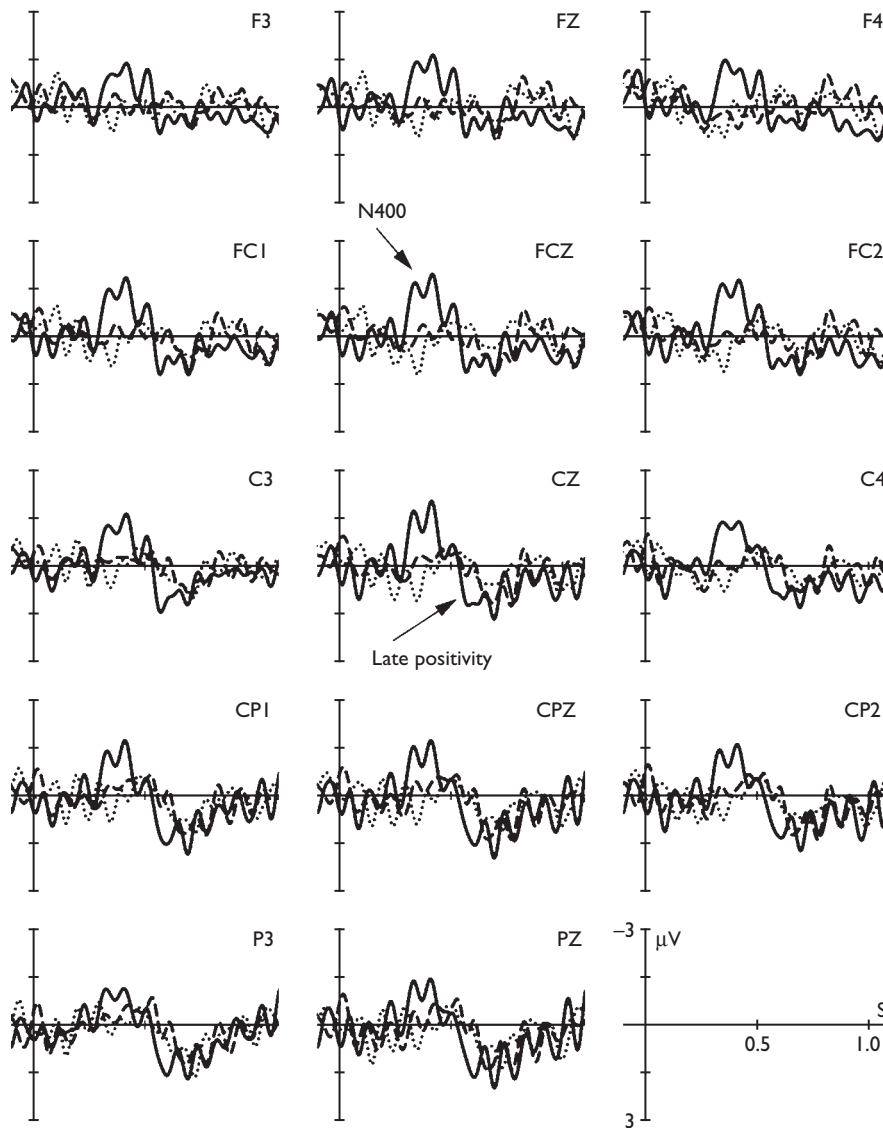 F3
FZ
F4
N400
FC1
FCZ
FC2
C3
CZ
C4
Late positivity
CP1
CPZ
CP2
P3
PZ
−3
μV
S
0.5
1.0
3